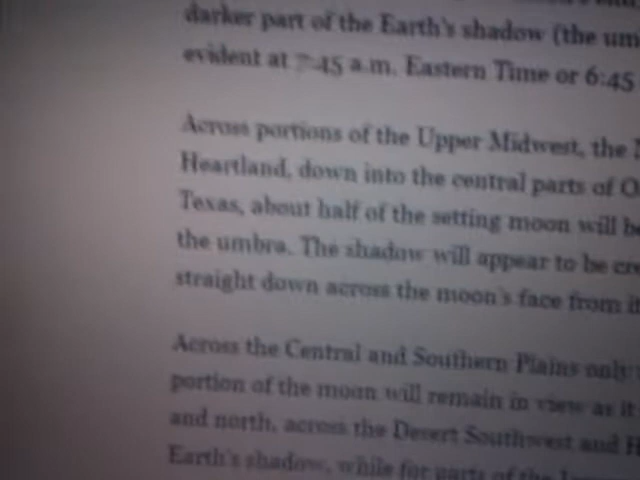 darker part of the Earth's shadow (the um
evident at 7:45 a.m. Eastern Time or 6:45
Across portions of the Upper Midwest, the
Heartland, down into the central parts of O
Texas, about half of the setting moon will be
the umbra. The shadow will appear to be cre
straight down across the moon's face from it
Across the Central and Southern Plains only
portion of the moon will remain in view as it
and north, across the Desert Southwest and H
Earth's shadow, while for parts of the